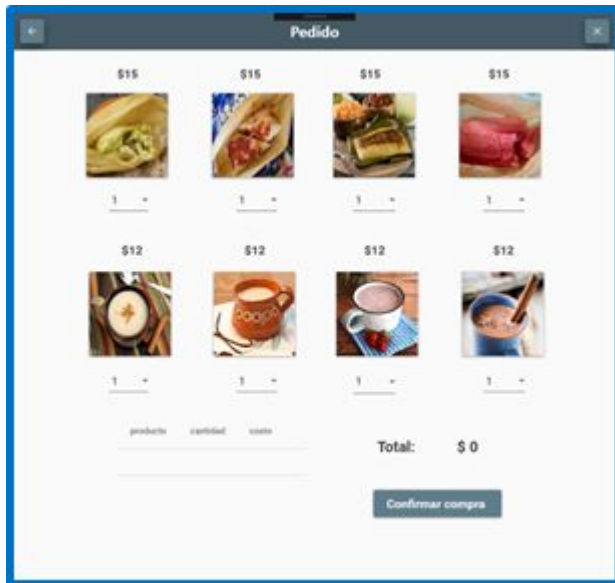 Pedido
$15 $15 $15 $15
1 1 1 1
$12 $12 $12 $12
1 1 1 1
producto cantidad costo
Total: $ 0
Confirmar compra